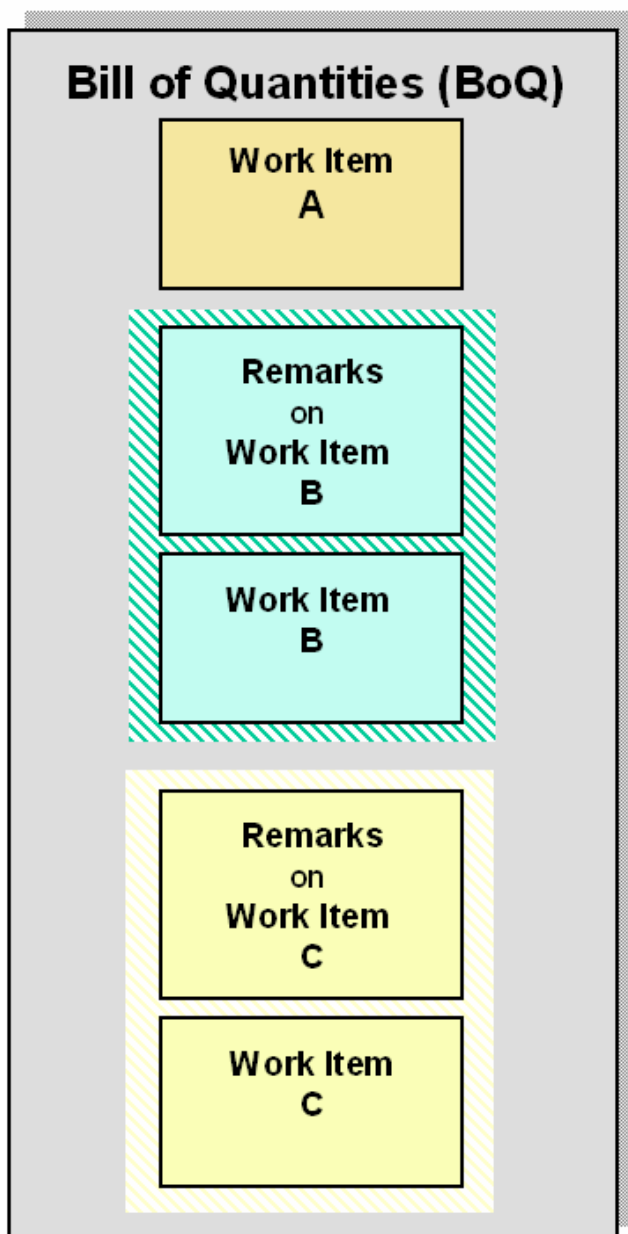 Bill of Quantities (BoQ)
Work Item
A
Remarks
on
Work Item
B
Work Item
B
Remarks
on
Work Item
C
Work Item
C